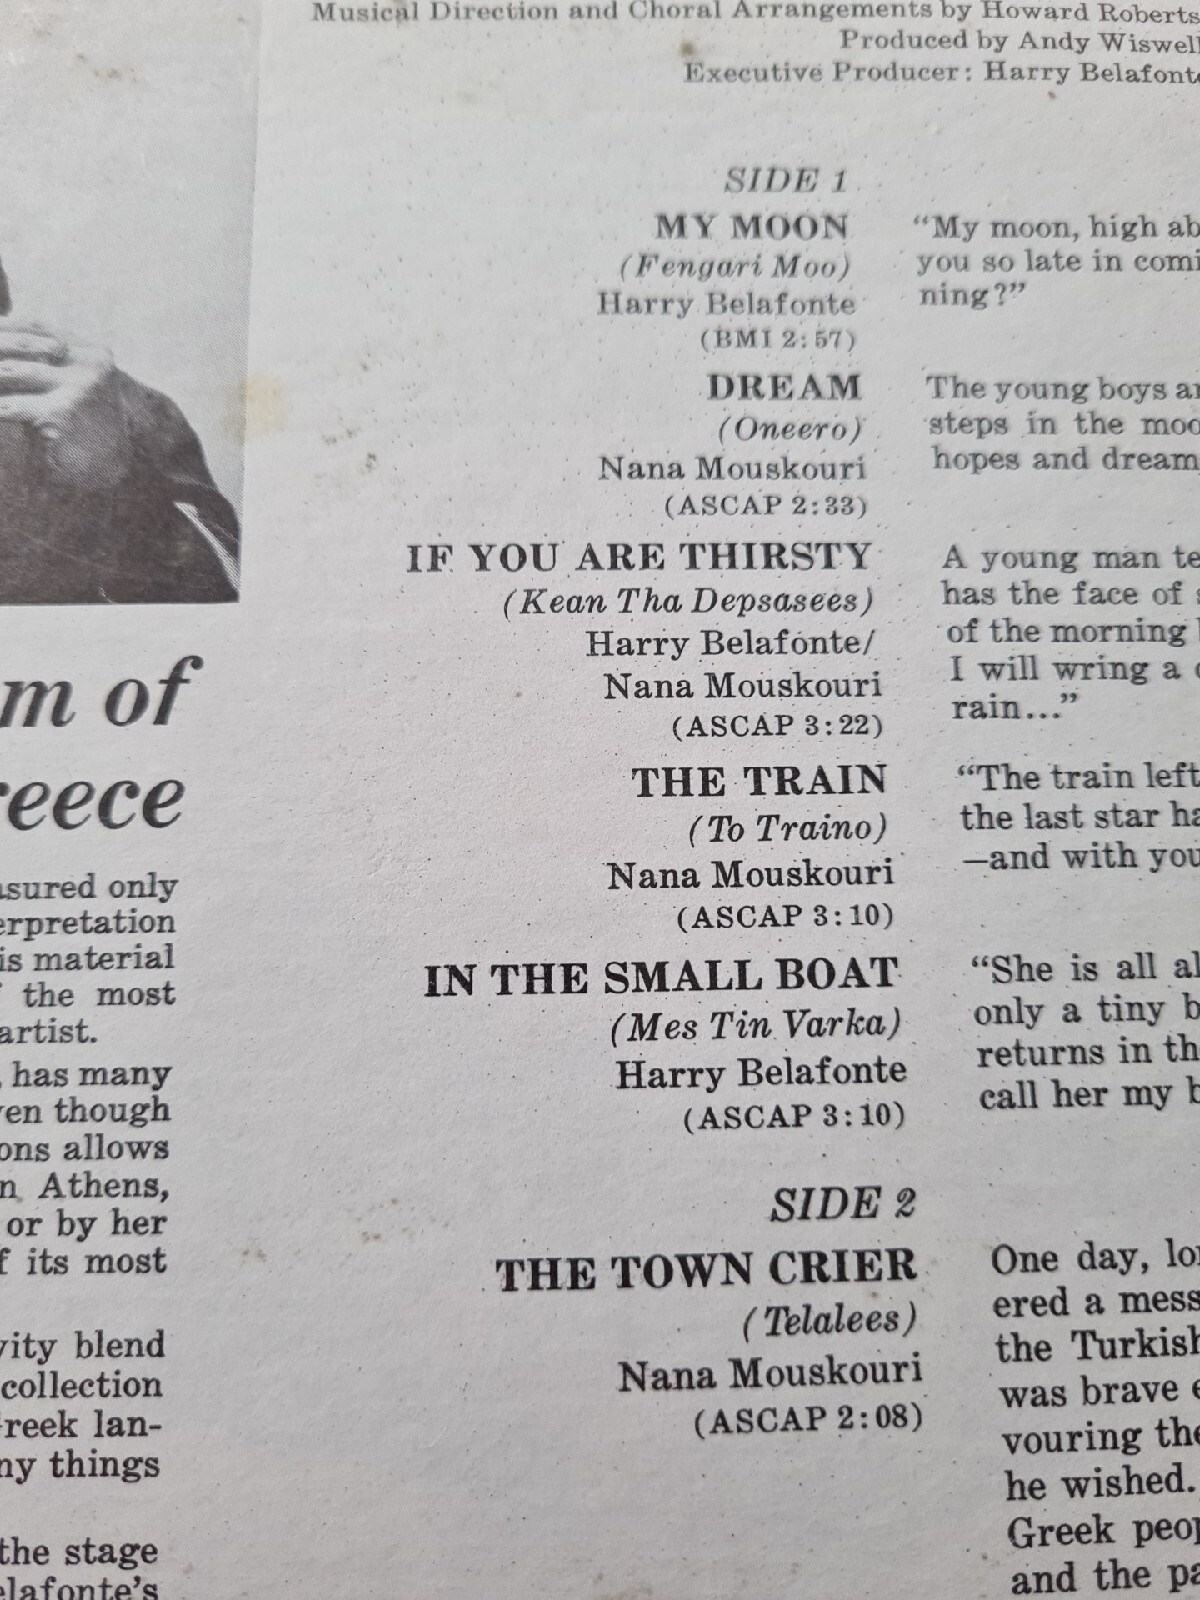 Musical Direction and Choral Arrangements by Howard Roberts
Produced by Andy Wiswell
Executive Producer: Harry Belafonte
SIDE 1
MY MOON
(Fengari Moo)
Harry Belafonte
(BMI 2:57)
"My moon, high ab
you so late in comi
ning?"
DREAM
(Oneero)
Nana Mouskouri
(ASCAP 2:33)
The young boys ar
steps in the moo
hopes and dream
IF YOU ARE THIRSTY
(Kean Tha Depsasees)
Harry Belafonte/
Nana Mouskouri
(ASCAP 3:22)
A young man te
has the face of s
of the morning
I will wring a
rain..."
THE TRAIN
(To Traino)
Nana Mouskouri
(ASCAP 3:10)
"The train left
the last star ha
—and with you
IN THE SMALL BOAT
(Mes Tin Varka)
Harry Belafonte
(ASCAP 3:10)
"She is all al
only a tiny b
returns in th
call her my b
SIDE 2
THE TOWN CRIER
(Telalees)
Nana Mouskouri
(ASCAP 2:08)
One day, lon
ered a mess
the Turkish
was brave e
vouring the
he wished.
Greek peop
and the pa
m of
reece
asured only
erpretation
is material
f the most
artist.
, has many
ven though
ons allows
n Athens,
or by her
f its most
vity blend
collection
Greek lan-
ny things
the stage
elafonte's